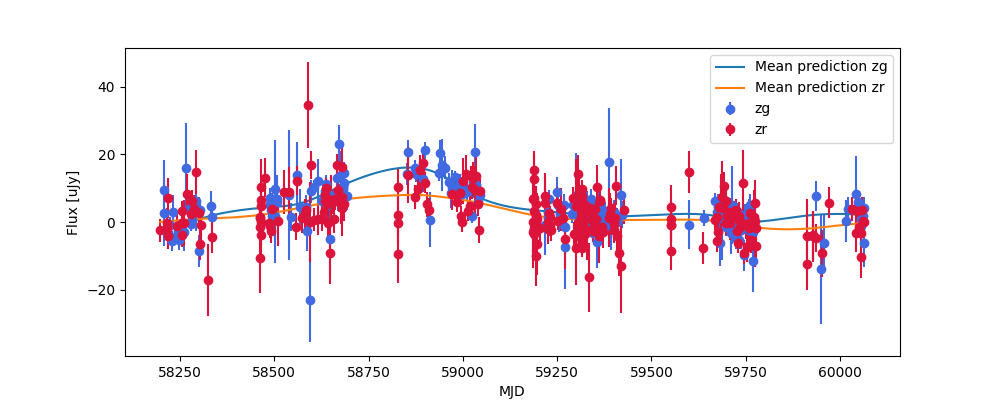 Mean prediction zg
Mean prediction zr
zg
zr
Flux [uJy]
40
20
0
−20
58250
58500
58750
59000
59250
59500
59750
60000
MJD